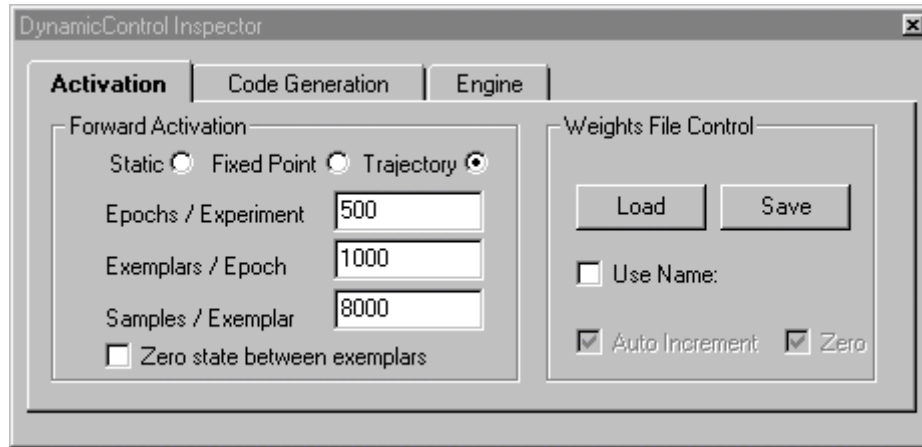 DynamicControl Inspector
Activation Code Generation Engine
Forward Activation
Static Fixed Point Trajectory
Epochs / Experiment 500
Exemplars / Epoch 1000
Samples / Exemplar 8000
Zero state between exemplars
Weights File Control
Load Save
Use Name:
Auto Increment Zero